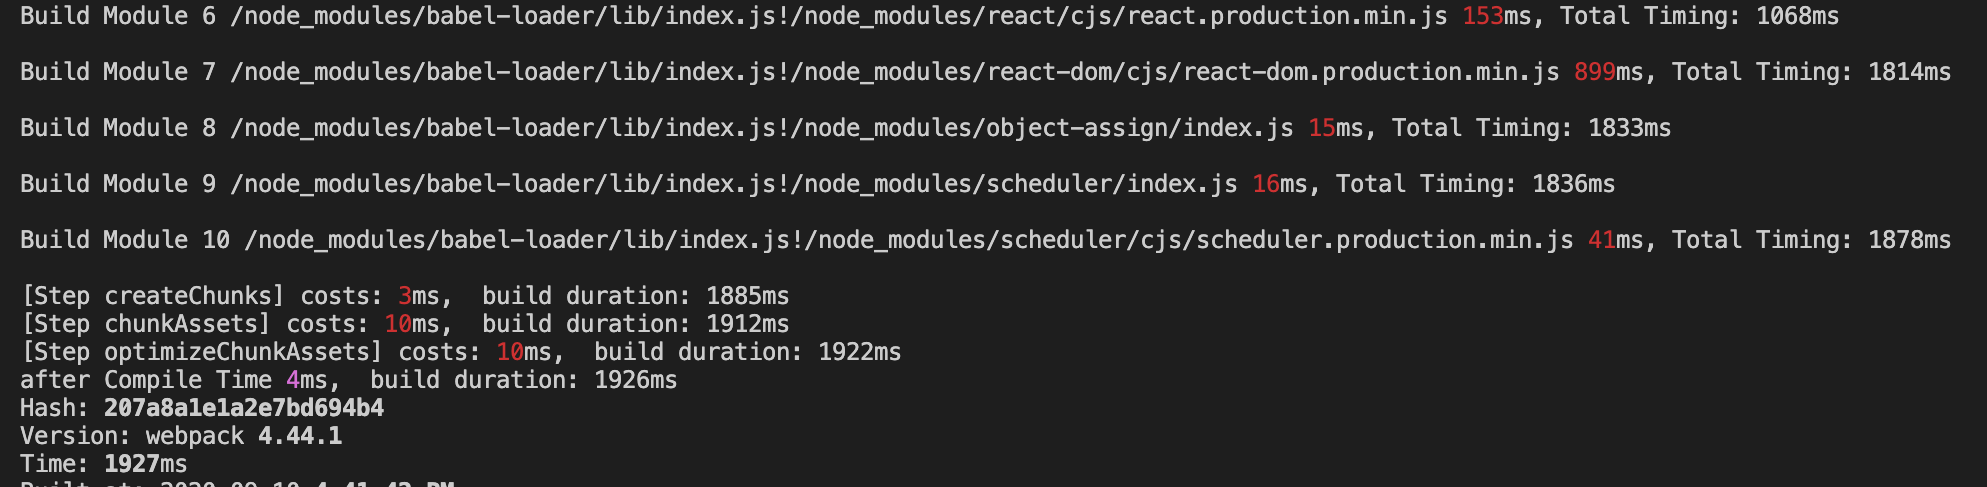 Build Module 6 /node_modules/babel-loader/lib/index.js!/node_modules/react/cjs/react.production.min.js 153ms, Total Timing: 1068ms
Build Module 7 /node_modules/babel-loader/lib/index.js!/node_modules/react-dom/cjs/react-dom.production.min.js 899ms, Total Timing: 1814ms
Build Module 8 /node_modules/babel-loader/lib/index.js!/node_modules/object-assign/index.js 15ms, Total Timing: 1833ms
Build Module 9 /node_modules/babel-loader/lib/index.js!/node_modules/scheduler/index.js 16ms, Total Timing: 1836ms
Build Module 10 /node_modules/babel-loader/lib/index.js!/node_modules/scheduler/cjs/scheduler.production.min.js 41ms, Total Timing: 1878ms
[Step createChunks] costs: 3ms,  build duration: 1885ms
[Step chunkAssets] costs: 10ms,  build duration: 1912ms
[Step optimizeChunkAssets] costs: 10ms,  build duration: 1922ms
after Compile Time 4ms,  build duration: 1926ms
Hash: 207a8a1e1a2e7bd694b4
Version: webpack 4.44.1
Time: 1927ms
Built at: